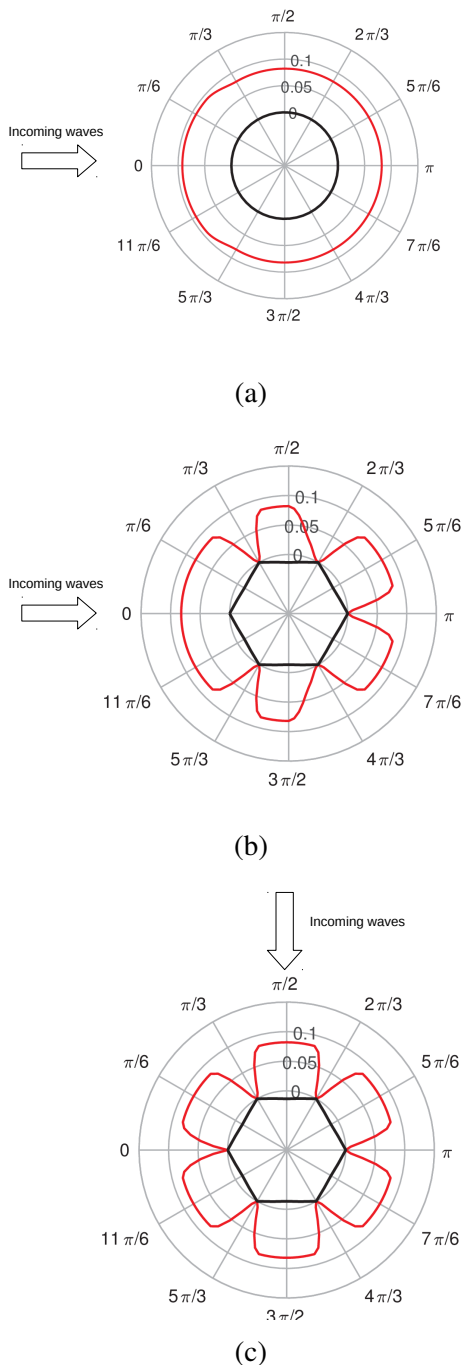 π/2
π/3
2π/3
0.1
π/6
0.05
5π/6
0
Incoming waves
0
π
11π/6
7π/6
5π/3
4π/3
3π/2
(a)
π/2
π/3
2π/3
0.1
π/6
0.05
5π/6
0
Incoming waves
0
π
11π/6
7π/6
5π/3
4π/3
3π/2
(b)
Incoming waves
π/2
π/3
2π/3
0.1
π/6
0.05
5π/6
0
0
π
11π/6
7π/6
5π/3
4π/3
3π/2
(c)